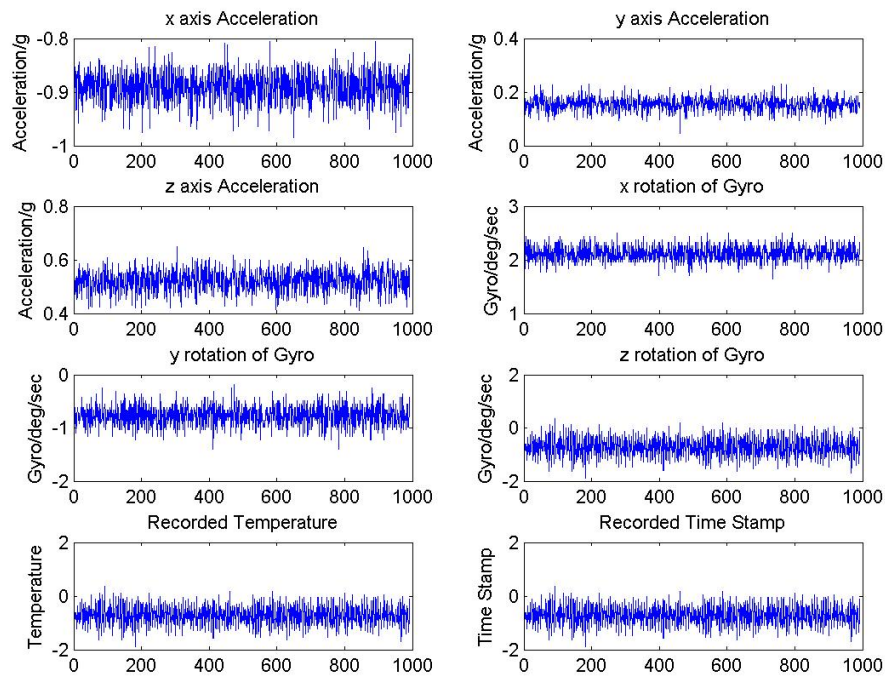 x axis Acceleration
y axis Acceleration
-0.8
-0.9
-1
Acceleration/g
0 200 400 600 800 1000
0.4
0.2
0
Acceleration/g
0 200 400 600 800 1000
z axis Acceleration
x rotation of Gyro
0.8
0.6
0.4
Acceleration/g
0 200 400 600 800 1000
3
2
1
Gyro/deg/sec
0 200 400 600 800 1000
y rotation of Gyro
z rotation of Gyro
0
-1
-2
Gyro/deg/sec
0 200 400 600 800 1000
2
0
-2
Gyro/deg/sec
0 200 400 600 800 1000
Recorded Temperature
Recorded Time Stamp
2
0
-2
Temperature
0 200 400 600 800 1000
2
0
-2
Time Stamp
0 200 400 600 800 1000